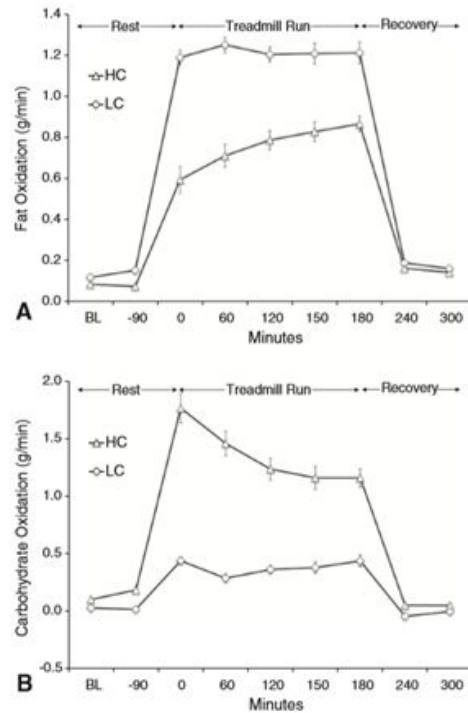 Rest Treadmill Run Recovery
1.4
1.2
1.0
0.8
0.6
0.4
0.2
0.0
HC
LC
Fat Oxidation (g/min)
BL -90 0 60 120 150 180 240 300
A
Minutes
Rest Treadmill Run Recovery
2.0
1.5
1.0
0.5
0.0
-0.5
HC
LC
Carbohydrate Oxidation (g/min)
BL -90 0 60 120 150 180 240 300
B
Minutes